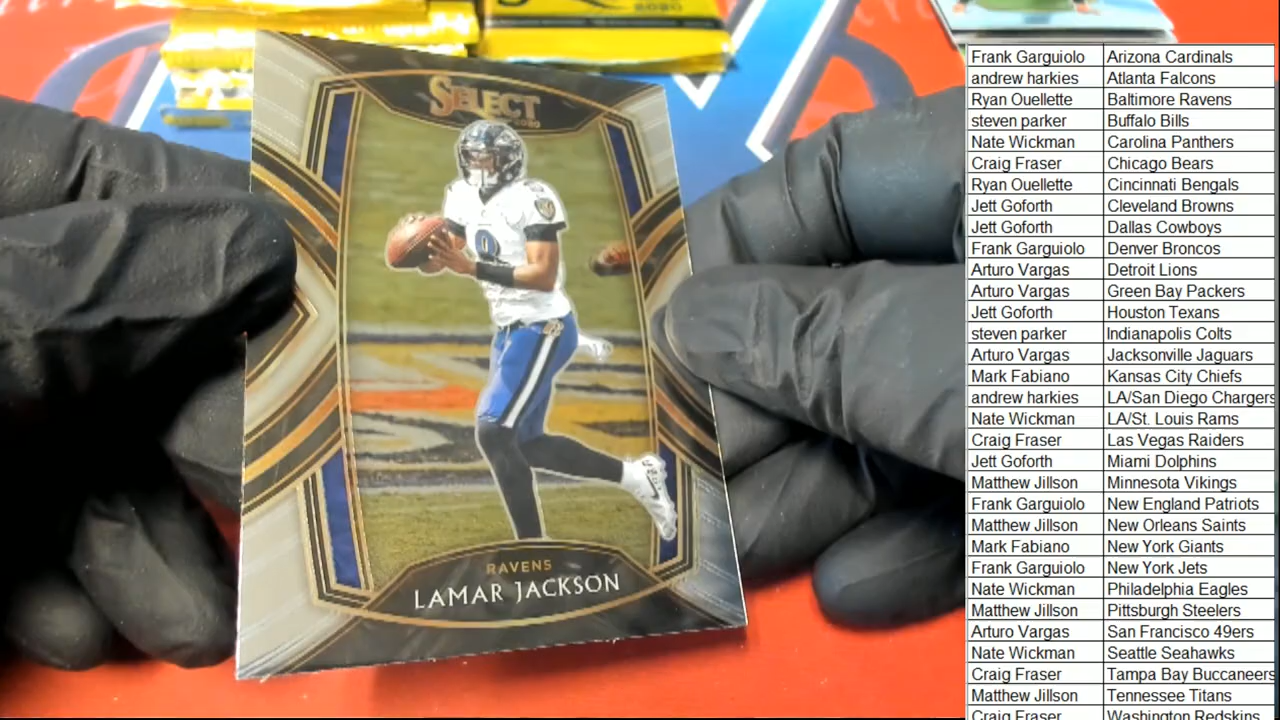 2020
SELECT
2020
8
RAVENS
LAMAR JACKSON
Frank Garguiolo Arizona Cardinals
andrew harkies Atlanta Falcons
Ryan Ouellette Baltimore Ravens
steven parker Buffalo Bills
Nate Wickman Carolina Panthers
Craig Fraser Chicago Bears
Ryan Ouellette Cincinnati Bengals
Jett Goforth Cleveland Browns
Jett Goforth Dallas Cowboys
Frank Garguiolo Denver Broncos
Arturo Vargas Detroit Lions
Arturo Vargas Green Bay Packers
Jett Goforth Houston Texans
steven parker Indianapolis Colts
Arturo Vargas Jacksonville Jaguars
Mark Fabiano Kansas City Chiefs
andrew harkies LA/San Diego Chargers
Nate Wickman LA/St. Louis Rams
Craig Fraser Las Vegas Raiders
Jett Goforth Miami Dolphins
Matthew Jillson Minnesota Vikings
Frank Garguiolo New England Patriots
Matthew Jillson New Orleans Saints
Mark Fabiano New York Giants
Frank Garguiolo New York Jets
Nate Wickman Philadelphia Eagles
Matthew Jillson Pittsburgh Steelers
Arturo Vargas San Francisco 49ers
Nate Wickman Seattle Seahawks
Craig Fraser Tampa Bay Buccaneers
Matthew Jillson Tennessee Titans
Craig Fraser Washington Redskins